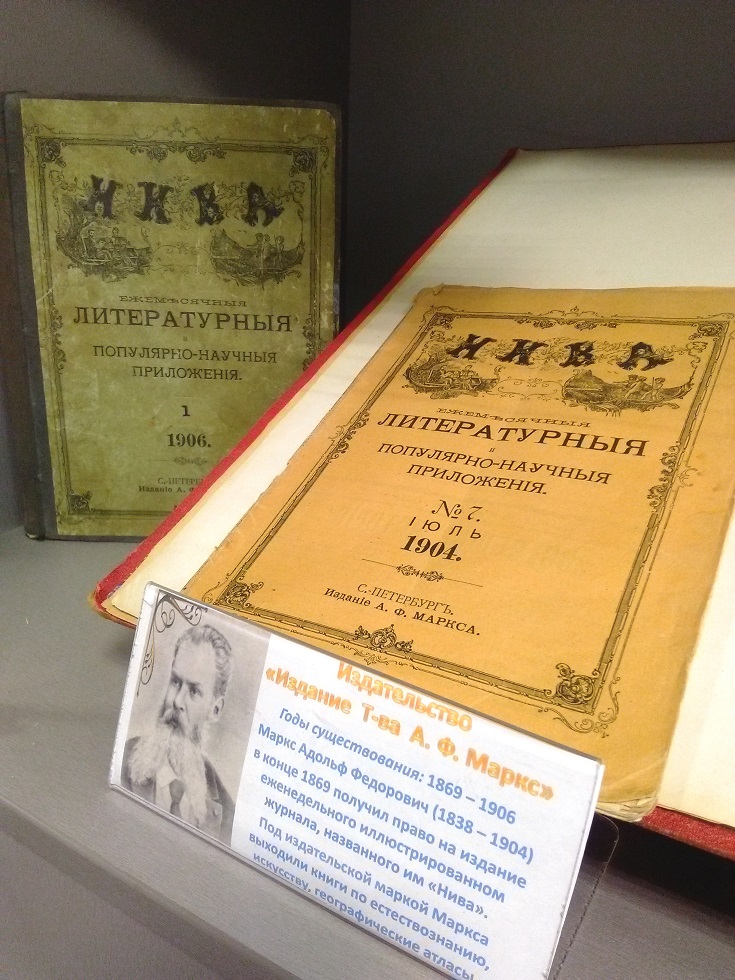 НИВА
ЕЖЕМѢСЯЧНЫЯ
ЛИТЕРАТУРНЫЯ
и
ПОПУЛЯРНО-НАУЧНЫЯ
ПРИЛОЖЕНІЯ.
1
1906.
С.-ПЕТЕРБ
Изданіе А. Ф.
НИВА
ЕЖЕМѢСЯЧНЫЯ
ЛИТЕРАТУРНЫЯ
и
ПОПУЛЯРНО-НАУЧНЫЯ
ПРИЛОЖЕНІЯ.
№ 7.
ІЮЛЬ
1904.
С.-ПЕТЕРБУРГЪ.
Изданіе А. Ф. МАРКСА.
Издательство
«Издание Т-ва А. Ф. Маркс»
Годы существования: 1869 – 1906
Маркс Адольф Федорович (1838 – 1904)
в конце 1869 получил право на издание
еженедельного иллюстрированном
журнала, названного им «Нива».
Под издательской маркой Маркса
выходили книги по естествознанию,
искусству, географические атласы